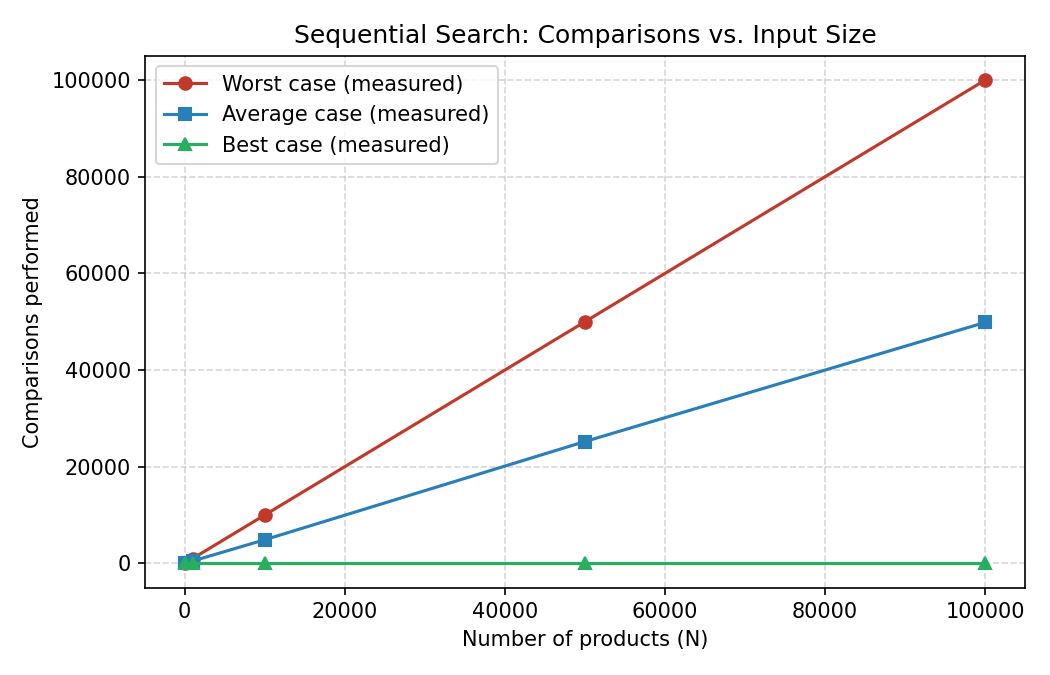 Sequential Search: Comparisons vs. Input Size
Worst case (measured)
Average case (measured)
Best case (measured)
Comparisons performed
100000
80000
60000
40000
20000
0
0 20000 40000 60000 80000 100000
Number of products (N)